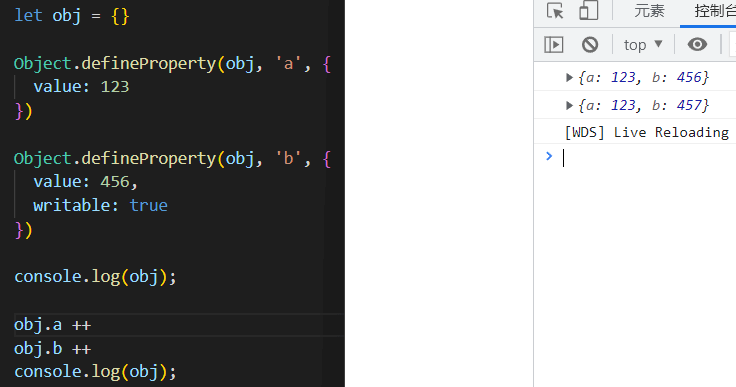 let obj = {}
Object.defineProperty(obj, 'a', {
  value: 123
})
Object.defineProperty(obj, 'b', {
  value: 456,
  writable: true
})
console.log(obj);
obj.a ++
obj.b ++
console.log(obj);
元素
控制台
top ▼
▶ {a: 123, b: 456}
▶ {a: 123, b: 457}
[WDS] Live Reloading
>